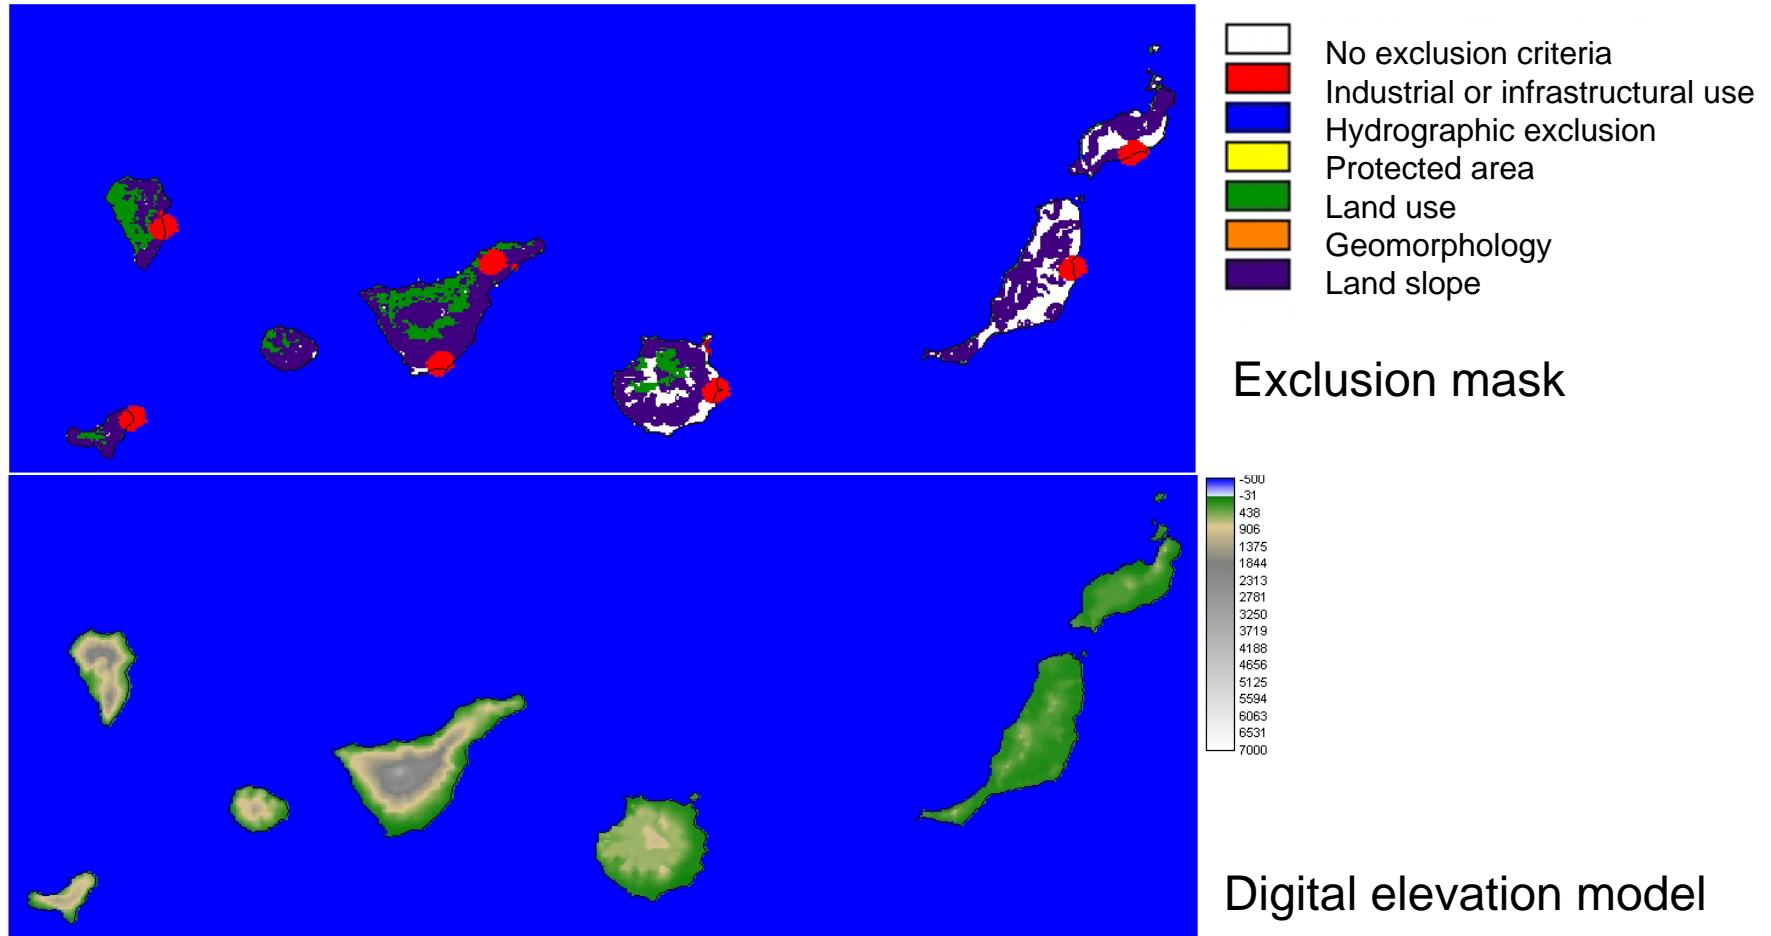 No exclusion criteria
Industrial or infrastructural use
Hydrographic exclusion
Protected area
Land use
Geomorphology
Land slope
Exclusion mask
-500
-31
438
906
1375
1844
2313
2781
3250
3719
4188
4656
5125
5594
6063
6531
7000
Digital elevation model